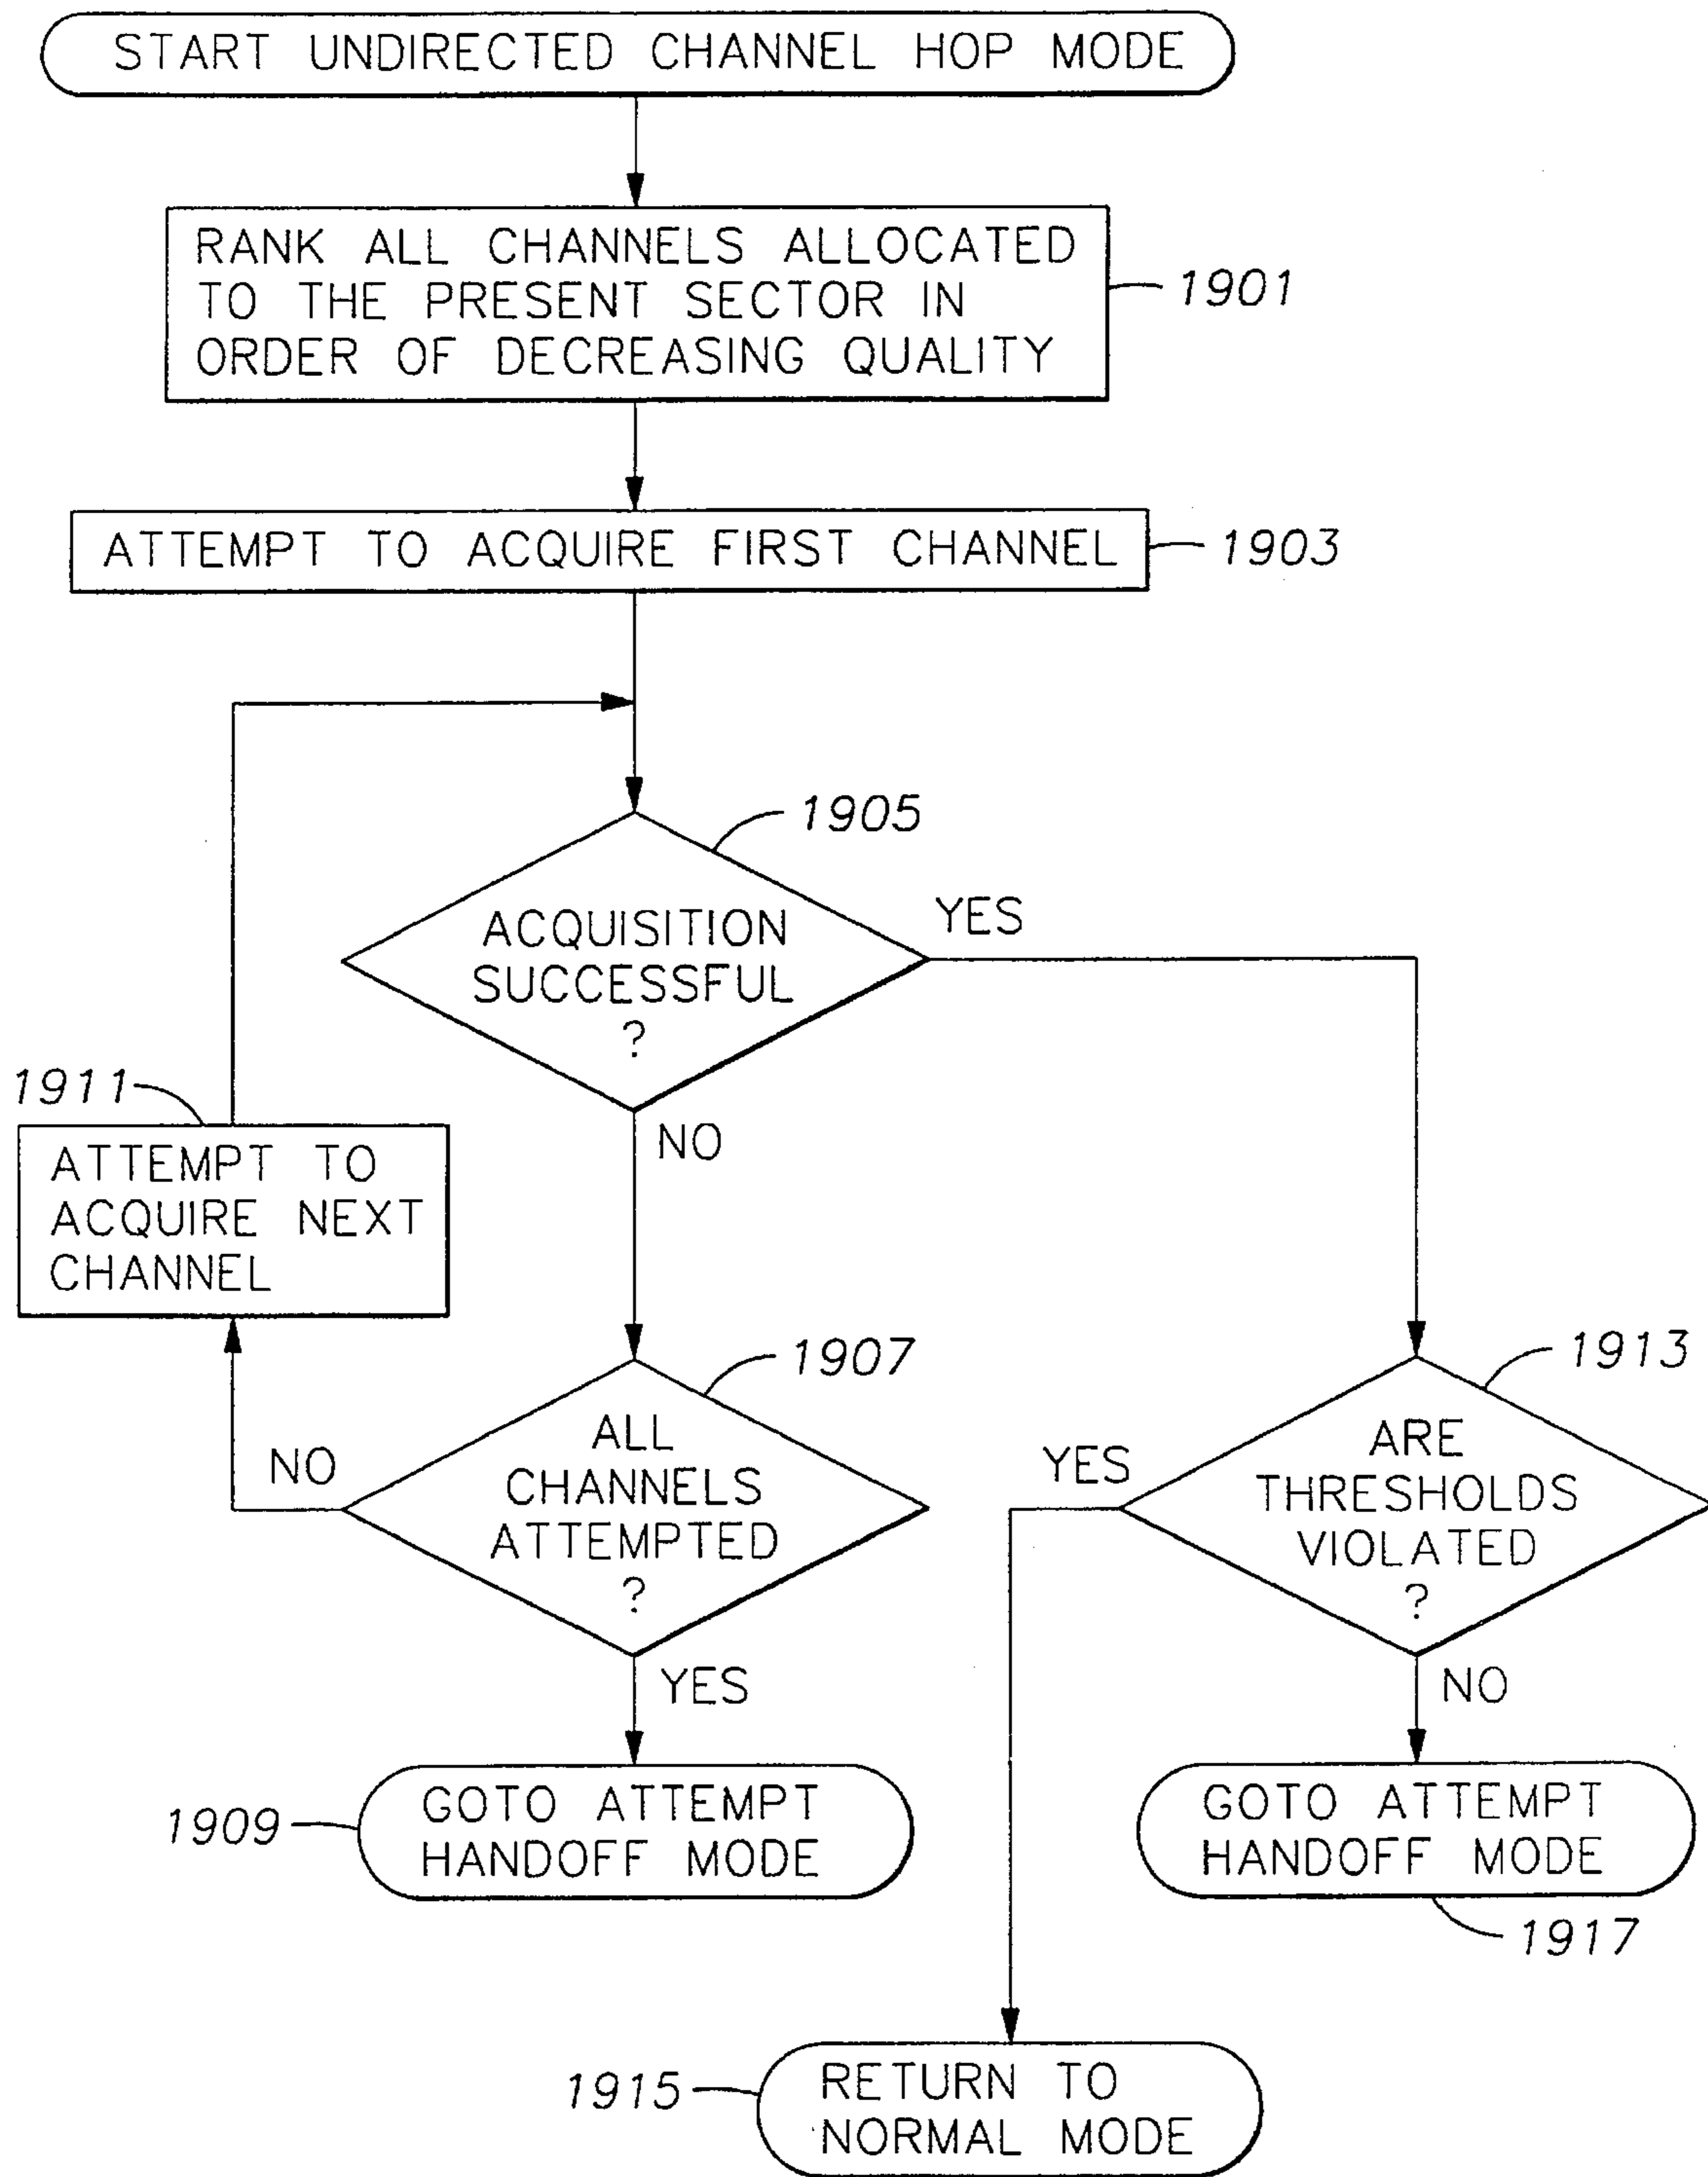 START UNDIRECTED CHANNEL HOP MODE
RANK ALL CHANNELS ALLOCATED
TO THE PRESENT SECTOR IN
ORDER OF DECREASING QUALITY
1901
ATTEMPT TO ACQUIRE FIRST CHANNEL
1903
1905
ACQUISITION
SUCCESSFUL
?
YES
NO
1911
ATTEMPT TO
ACQUIRE NEXT
CHANNEL
1907
ALL
CHANNELS
ATTEMPTED
?
NO
YES
1913
ARE
THRESHOLDS
VIOLATED
?
YES
NO
1909
GOTO ATTEMPT
HANDOFF MODE
GOTO ATTEMPT
HANDOFF MODE
1917
1915
RETURN TO
NORMAL MODE